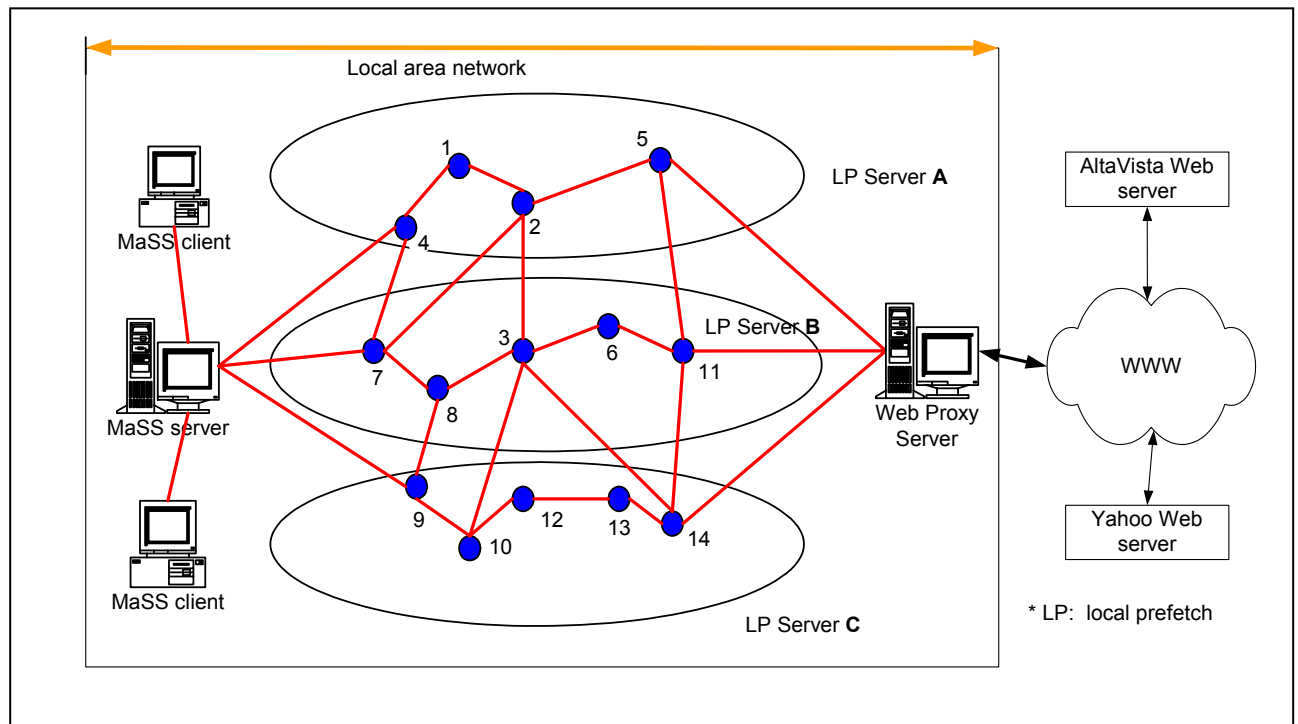 Local area network
1
5
LP Server A
2
4
MaSS client
AltaVista Web
server
LP Server B
3
6
7
11
8
MaSS server
Web Proxy
Server
WWW
9
12
13
14
10
MaSS client
LP Server C
Yahoo Web
server
* LP: local prefetch